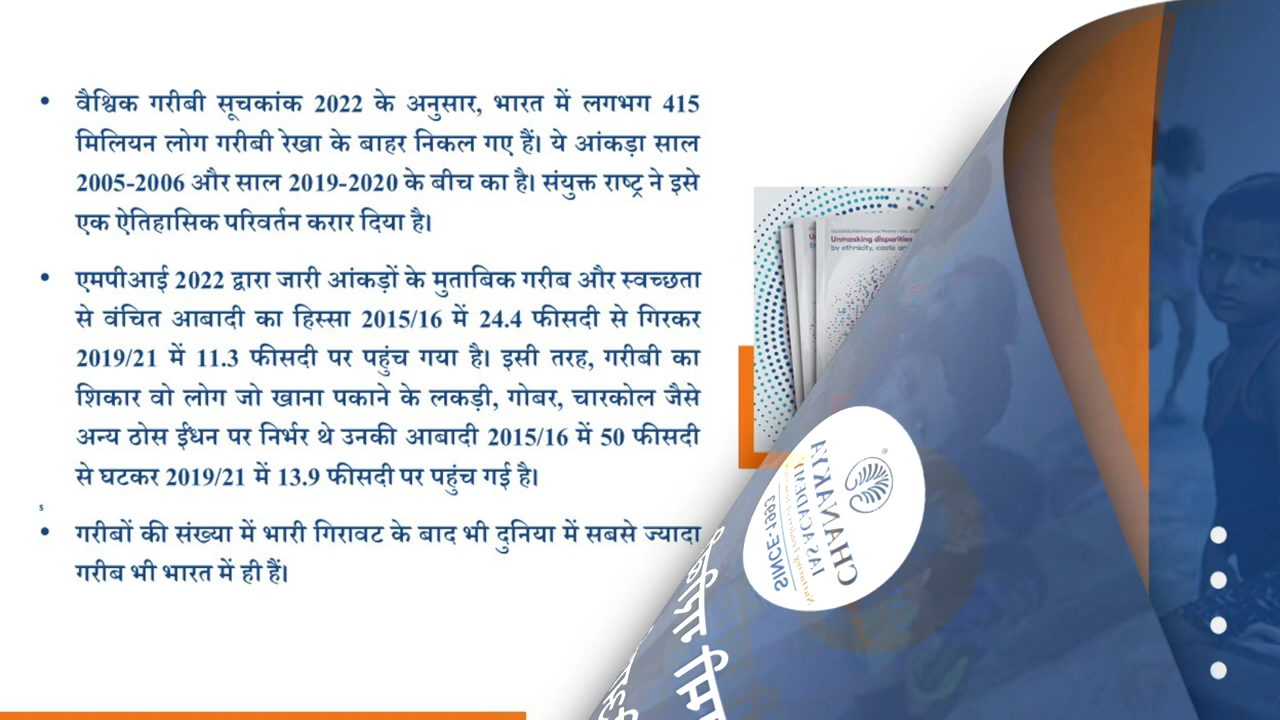 • वैश्विक गरीबी सूचकांक 2022 के अनुसार, भारत में लगभग 415
मिलियन लोग गरीबी रेखा के बाहर निकल गए हैं। ये आंकड़ा साल
2005-2006 और साल 2019-2020 के बीच का है। संयुक्त राष्ट्र ने इसे
एक ऐतिहासिक परिवर्तन करार दिया है।
• एमपीआई 2022 द्वारा जारी आंकड़ों के मुताबिक गरीब और स्वच्छता
से वंचित आबादी का हिस्सा 2015/16 में 24.4 फीसदी से गिरकर
2019/21 में 11.3 फीसदी पर पहुंच गया है। इसी तरह, गरीबी का
शिकार वो लोग जो खाना पकाने के लकड़ी, गोबर, चारकोल जैसे
अन्य ठोस ईंधन पर निर्भर थे उनकी आबादी 2015/16 में 50 फीसदी
से घटकर 2019/21 में 13.9 फीसदी पर पहुंच गई है।
s
• गरीबों की संख्या में भारी गिरावट के बाद भी दुनिया में सबसे ज्यादा
गरीब भी भारत में ही हैं।
Unmasking disparities
by ethnicity, caste
CHANAKYA
IAS ACADEMY
SINCE-1993